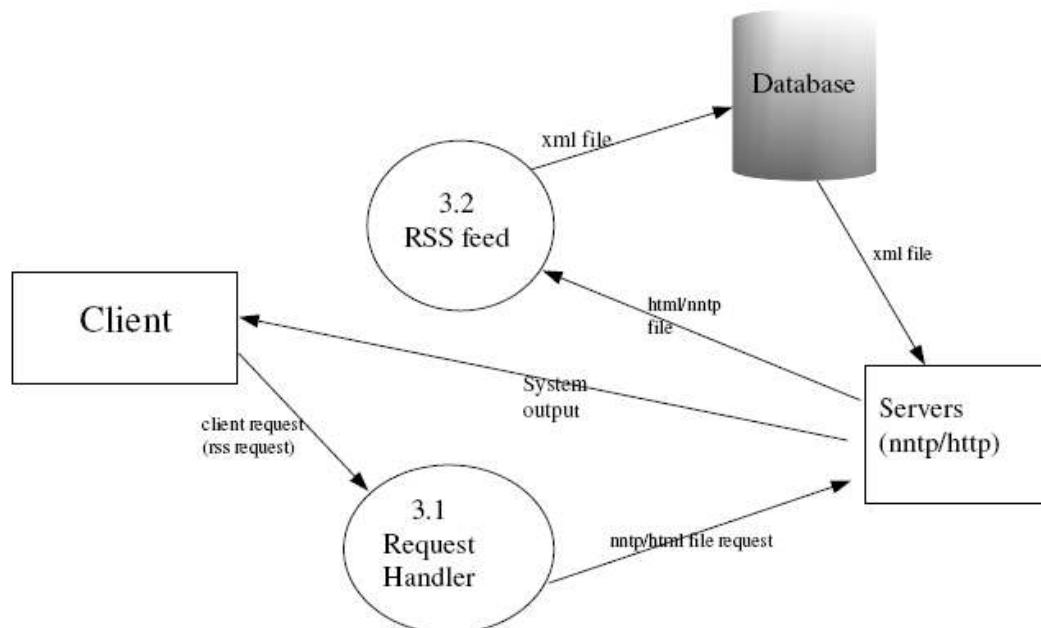 Database
xml file
3.2
RSS feed
xml file
html/nntp
file
Client
System
output
Servers
(nntp/http)
client request
(rss request)
3.1
Request
Handler
nntp/html file request